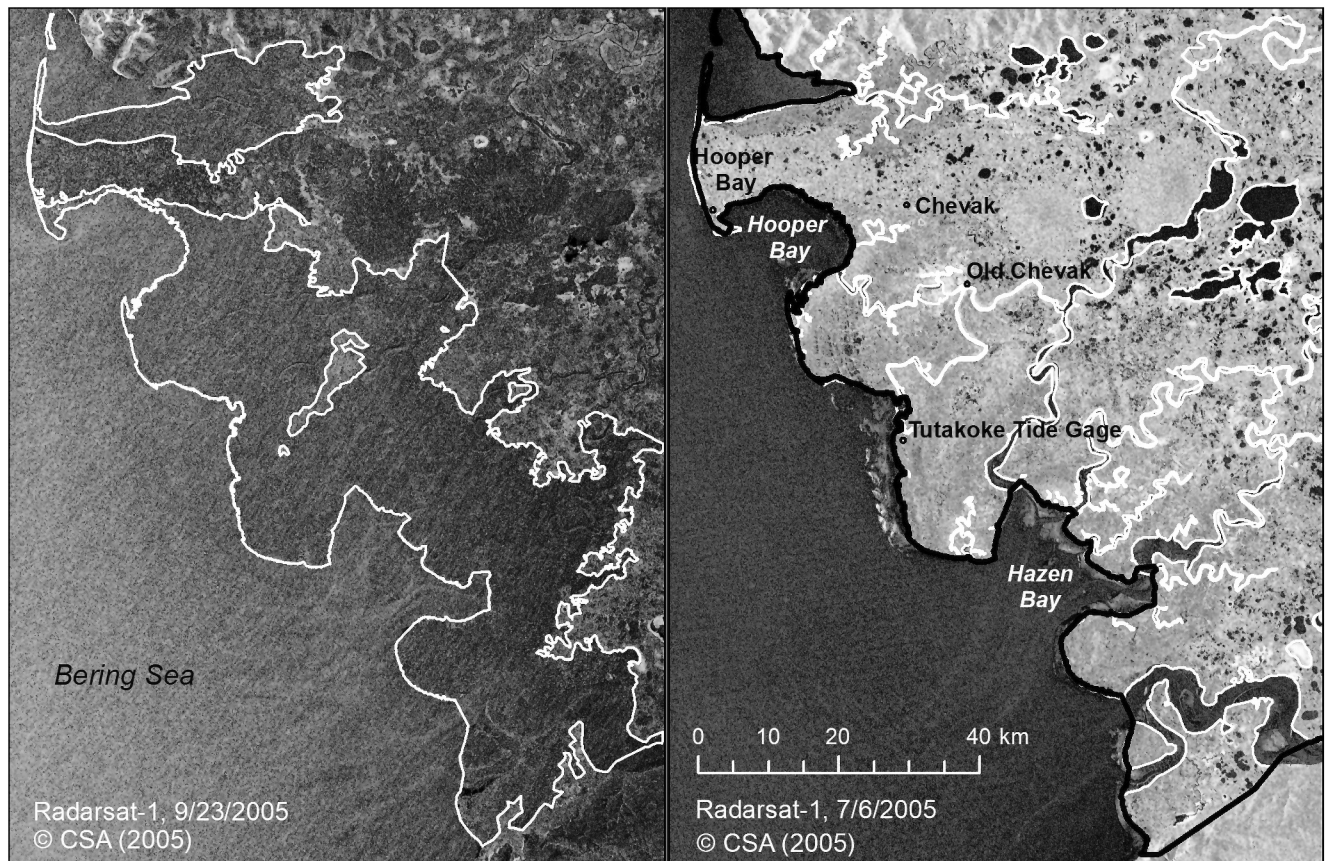 Bering Sea
Radarsat-1, 9/23/2005
© CSA (2005)
Hooper
Bay
Hooper
Bay
Chevak
Old Chevak
Tutakoke Tide Gage
Hazen
Bay
0 10 20 40 km
Radarsat-1, 7/6/2005
© CSA (2005)